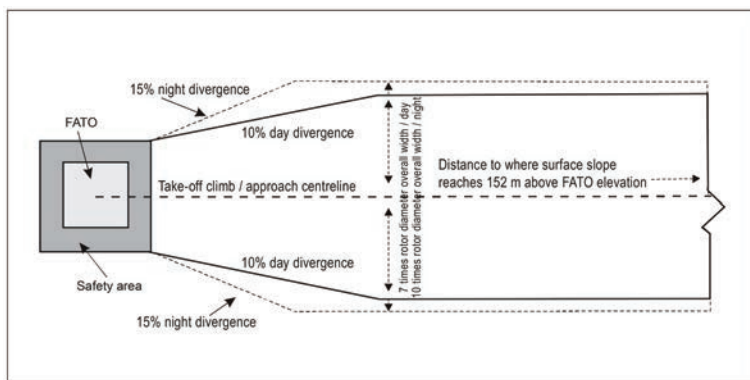 15% night divergence
FATO
10% day divergence
7 times rotor diameter overall width / day
10 times rotor diameter overall width / night
Take-off climb / approach centreline
Distance to where surface slope
reaches 152 m above FATO elevation
10% day divergence
Safety area
15% night divergence